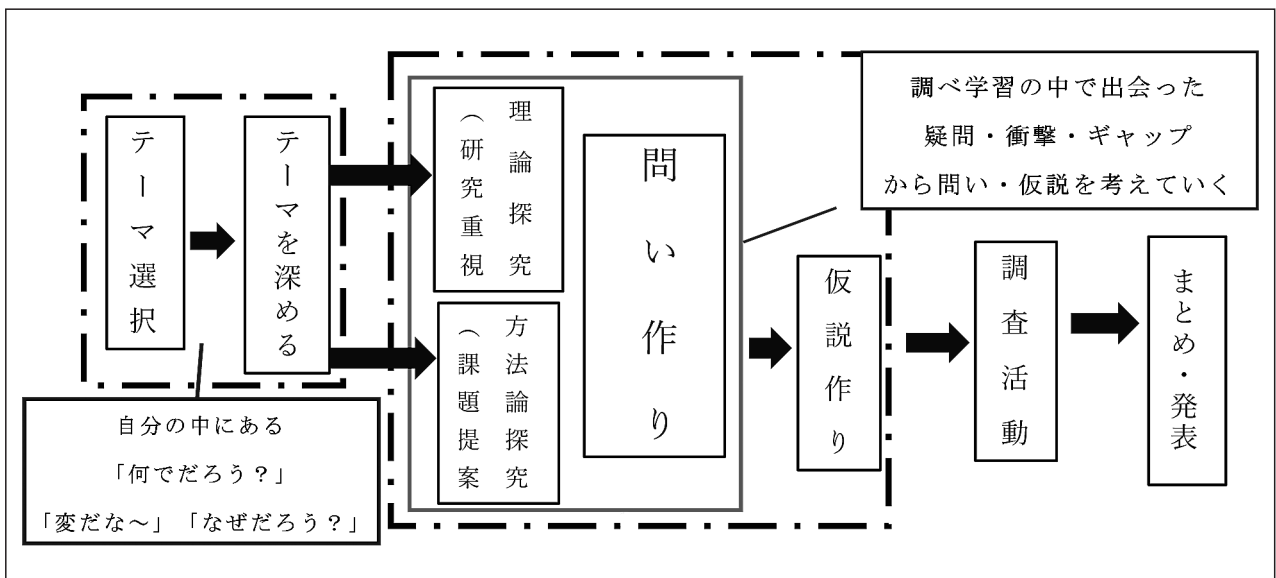 テーマ選択
テーマを深める
自分の中にある
「何でだろう？」
「変だな～」「なぜだろう？」
理論探究
（研究重視
方法論探究
（課題提案
問い作り
調べ学習の中で出会った
疑問・衝撃・ギャップ
から問い・仮説を考えていく
仮説作り
調査活動
まとめ・発表